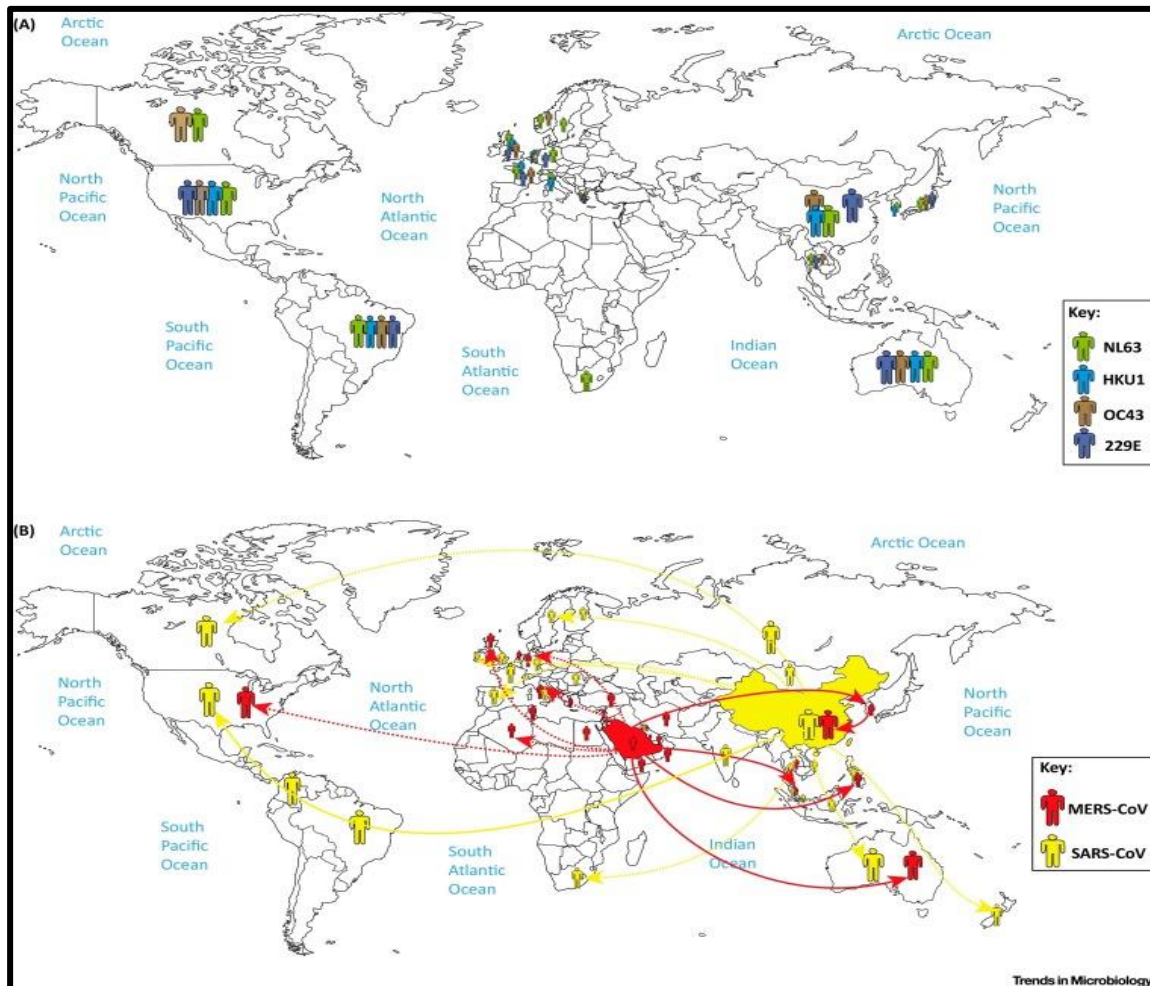 (A)
Arctic
Ocean
Arctic Ocean
North
Pacific
Ocean
North
Atlantic
Ocean
North
Pacific
Ocean
South
Pacific
Ocean
South
Atlantic
Ocean
Indian
Ocean
Key:
NL63
HKU1
OC43
229E
(B)
Arctic
Ocean
Arctic Ocean
North
Pacific
Ocean
North
Atlantic
Ocean
North
Pacific
Ocean
South
Pacific
Ocean
South
Atlantic
Ocean
Indian
Ocean
Key:
MERS-CoV
SARS-CoV
Trends in Microbiology